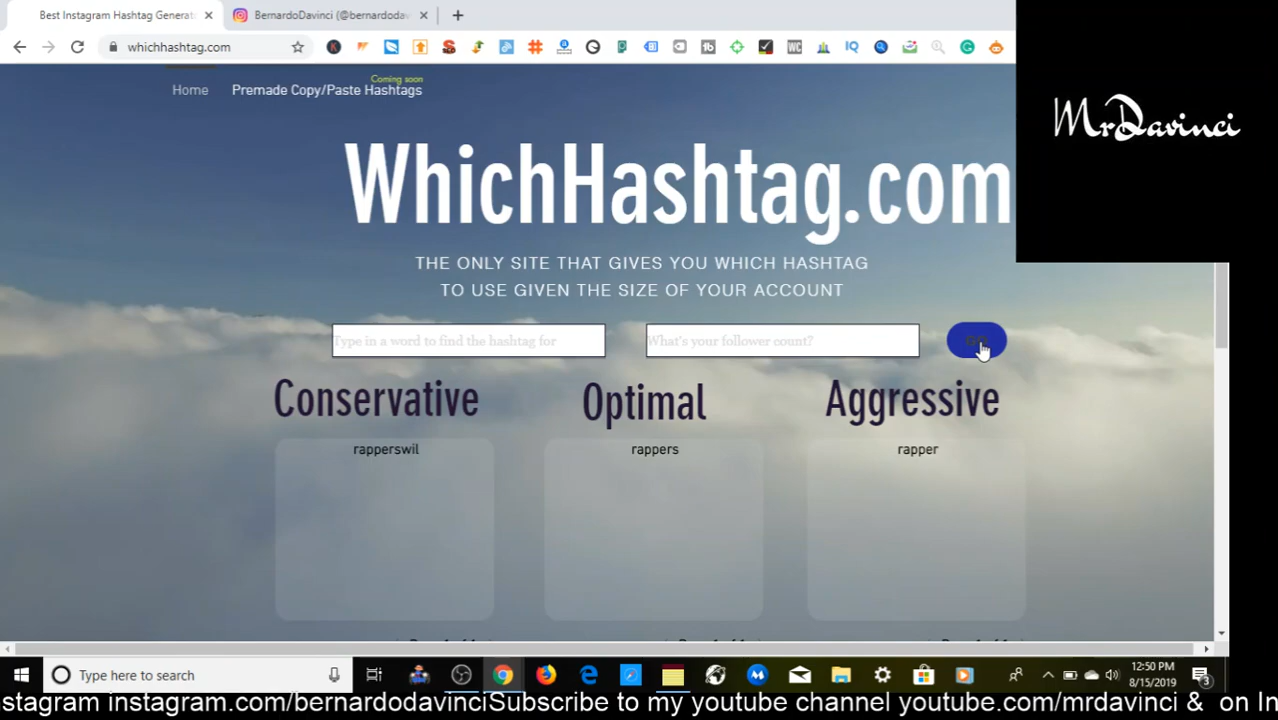 Best Instagram Hashtag Generat
BernardoDavinci (@bernardodav
whichhashtag.com
Home
Coming soon
Premade Copy/Paste Hashtags
MrDavinci
WhichHashtag.com
THE ONLY SITE THAT GIVES YOU WHICH HASHTAG
TO USE GIVEN THE SIZE OF YOUR ACCOUNT
Type in a word to find the hashtag for
What's your follower count?
Conservative
Optimal
Aggressive
rapperswil
rappers
rapper
Type here to search
12:50 PM
8/15/2019
stagram instagram.com/bernardodavinciSubscribe to my youtube channel youtube.com/mrdavinci & on In